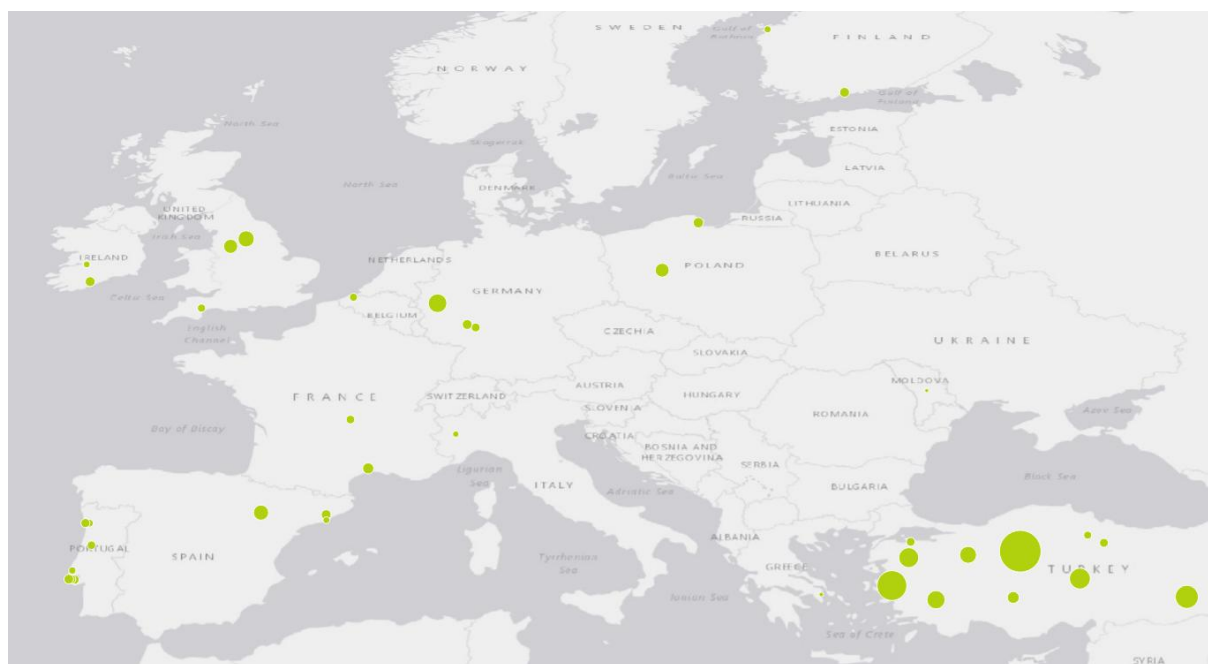 SWEDEN
Gulf of Bothnia
FINLAND
NORWAY
Gulf of Finland
North Sea
ESTONIA
Skagerrak
LATVIA
Baltic Sea
North Sea
DENMARK
LITHUANIA
UNITED KINGDOM
RUSSIA
Irish Sea
BELARUS
IRELAND
NETHERLANDS
POLAND
GERMANY
Celtic Sea
BELGIUM
English Channel
CZECHIA
UKRAINE
SLOVAKIA
AUSTRIA
MOLDOVA
FRANCE
SWITZERLAND
HUNGARY
SLOVENIA
ROMANIA
Azov Sea
Bay of Biscay
CROATIA
BOSNIA AND HERZEGOVINA
SERBIA
Ligurian Sea
Black Sea
ITALY
Adriatic Sea
BULGARIA
ALBANIA
PORTUGAL
SPAIN
Tyrrhenian Sea
GREECE
TURKEY
Ionian Sea
Sea of Crete
SYRIA